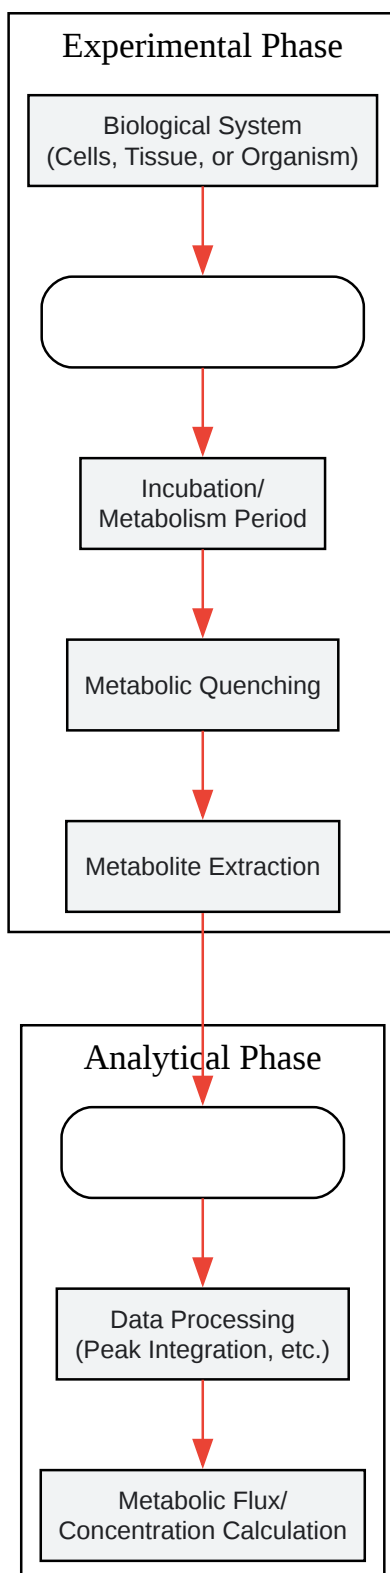 Experimental Phase
Biological System
(Cells, Tissue, or Organism)
Incubation/
Metabolism Period
Metabolic Quenching
Metabolite Extraction
Analytical Phase
Data Processing
(Peak Integration, etc.)
Metabolic Flux/
Concentration Calculation